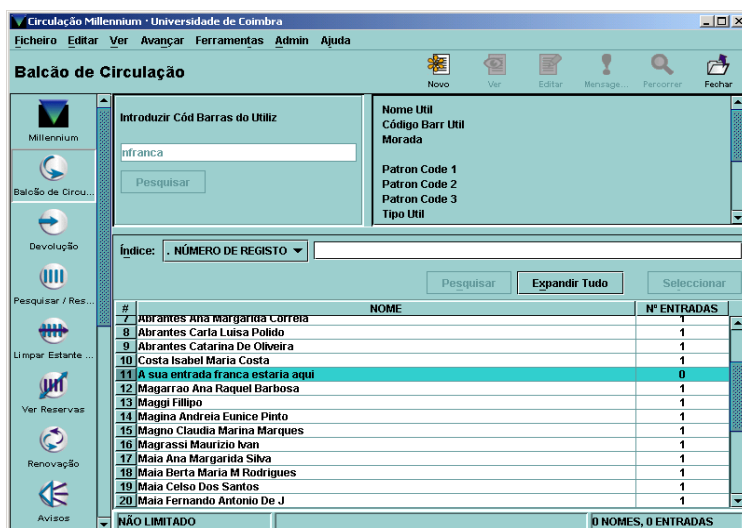 Circulação Millennium · Universidade de Coimbra
Ficheiro Editar Ver Avançar Ferramentas Admin Ajuda
Balcão de Circulação
Novo Ver Editar Mensage... Percorrer Fechar
Millennium
Balcão de Circu...
Devolução
Pesquisar / Res...
Limpar Estante ...
Ver Reservas
Renovação
Avisos
Introduzir Cód Barras do Utiliz
nfranca
Pesquisar
Nome Util
Código Barr Util
Morada
Patron Code 1
Patron Code 2
Patron Code 3
Tipo Util
Índice: . NÚMERO DE REGISTO
Pesquisar Expandir Tudo Seleccionar
# NOME Nº ENTRADAS
7 Abrantes Ana Margarida Correia 1
8 Abrantes Carla Luisa Polido 1
9 Abrantes Catarina De Oliveira 1
10 Costa Isabel Maria Costa 1
11 A sua entrada franca estaria aqui 0
12 Magarrao Ana Raquel Barbosa 1
13 Maggi Fillipo 1
14 Magina Andreia Eunice Pinto 1
15 Magno Claudia Marina Marques 1
16 Magrassi Maurizio Ivan 1
17 Maia Ana Margarida Silva 1
18 Maia Berta Maria M Rodrigues 1
19 Maia Celso Dos Santos 1
20 Maia Fernando Antonio De J 1
NÃO LIMITADO 0 NOMES, 0 ENTRADAS